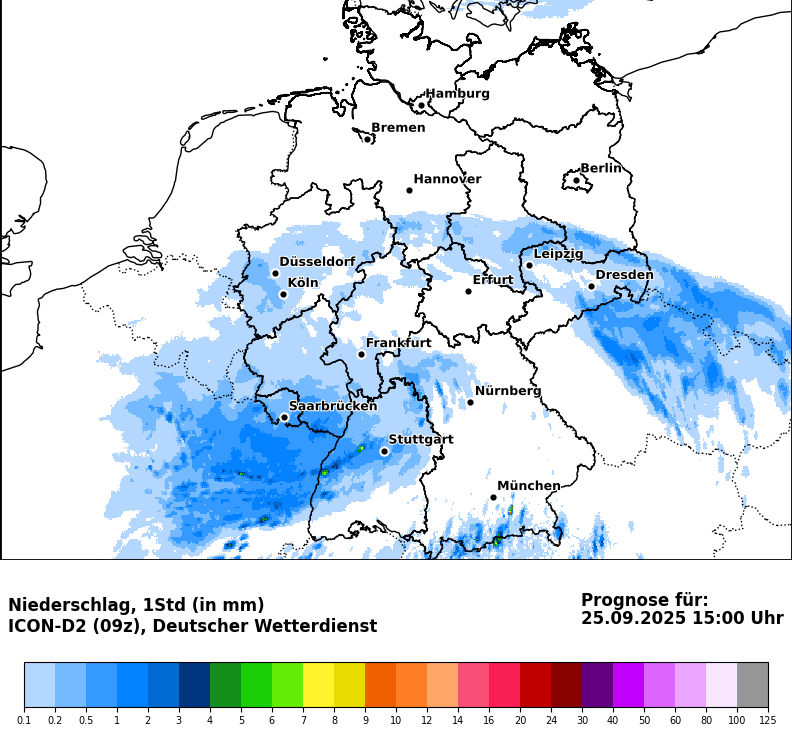 Hamburg
Bremen
Berlin
Hannover
Leipzig
Düsseldorf
Dresden
Köln
Erfurt
Frankfurt
Nürnberg
Saarbrücken
Stuttgart
München
Niederschlag, 1Std (in mm)
ICON-D2 (09z), Deutscher Wetterdienst
Prognose für:
25.09.2025 15:00 Uhr
0.1 0.2 0.5 1 2 3 4 5 6 7 8 9 10 12 14 16 20 24 30 40 50 60 80 100 125